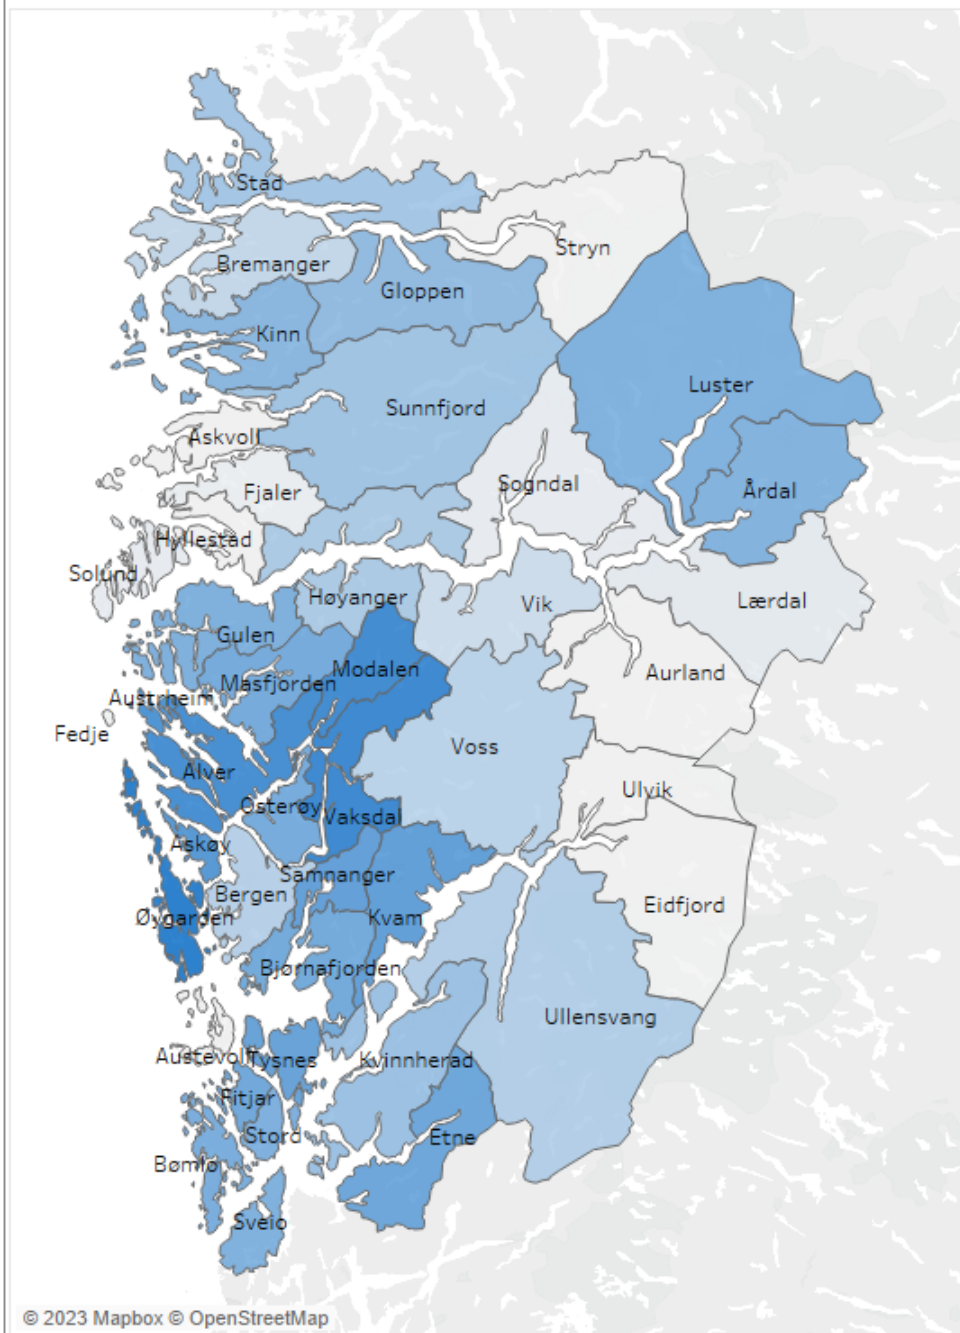 Stad
Stryn
Bremanger
Gloppen
Kinn
Luster
Sunnfjord
Askvoll
Sogndal
Fjaler
Årdal
Hyllestad
Solund
Høyanger
Vik
Lærdal
Gulen
Modalen
Aurland
Masfjorden
Austrheim
Fedje
Voss
Alver
Ulvik
Osterøy
Vaksdal
Askøy
Samnanger
Bergen
Eidfjord
Øygarden
Kvam
Bjørnafjorden
Ullensvang
Austevoll
Tysnes
Kvinnherad
Fitjar
Stord
Etne
Bømlo
Sveio
© 2023 Mapbox © OpenStreetMap